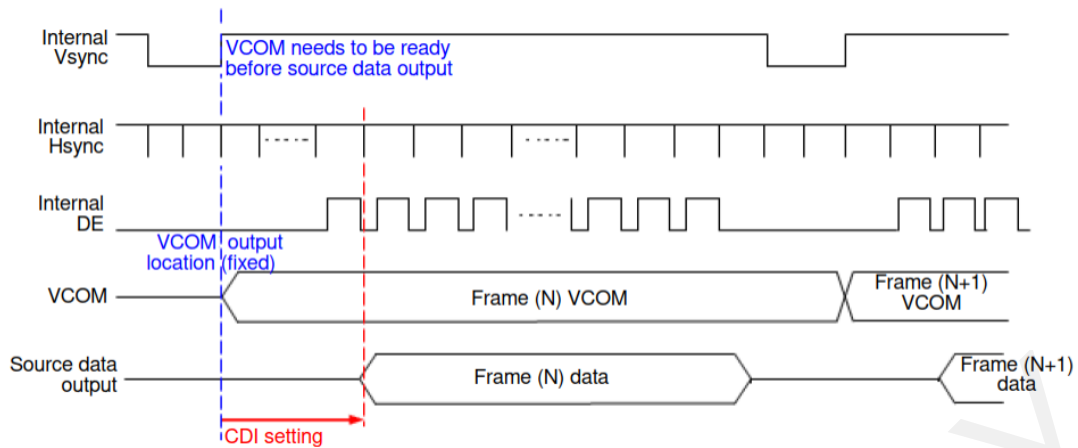 Internal
Vsync
VCOM needs to be ready
before source data output
Internal
Hsync
Internal
DE
VCOM output
location (fixed)
VCOM
Frame (N) VCOM
Frame (N+1)
VCOM
Source data
output
Frame (N) data
Frame (N+1)
data
CDI setting